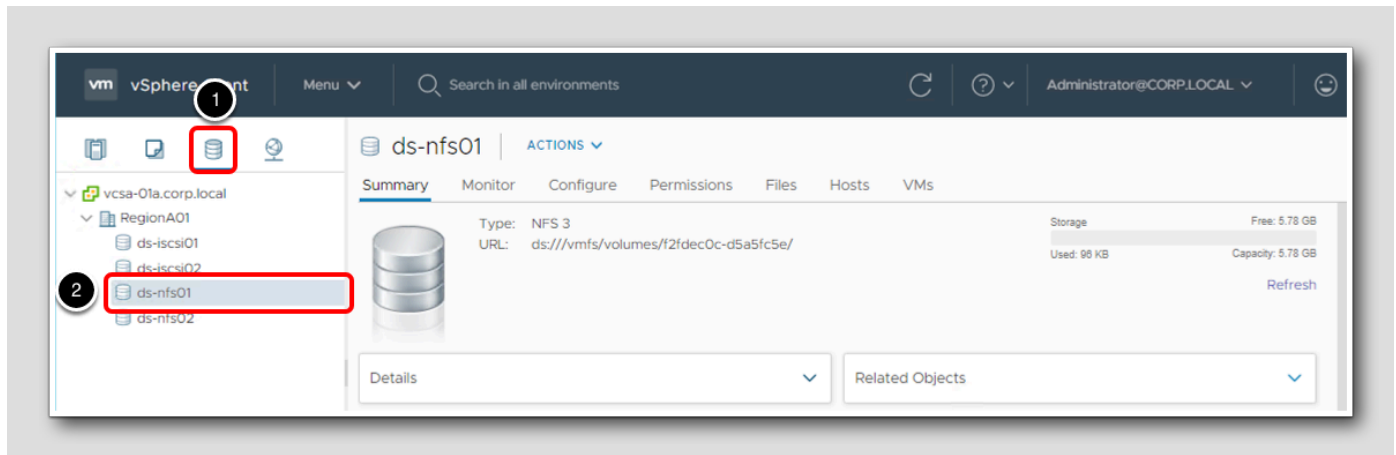 vm vSphere Client Menu Search in all environments Administrator@CORP.LOCAL
1
ds-nfs01 ACTIONS
vcsa-01a.corp.local
RegionA01
ds-iscsi01
ds-iscsi02
2 ds-nfs01
ds-nfs02
Summary Monitor Configure Permissions Files Hosts VMs
Type: NFS 3
URL: ds:///vmfs/volumes/f2fdec0c-d5a5fc5e/
Storage Free: 5.78 GB
Used: 96 KB Capacity: 5.78 GB
Refresh
Details Related Objects